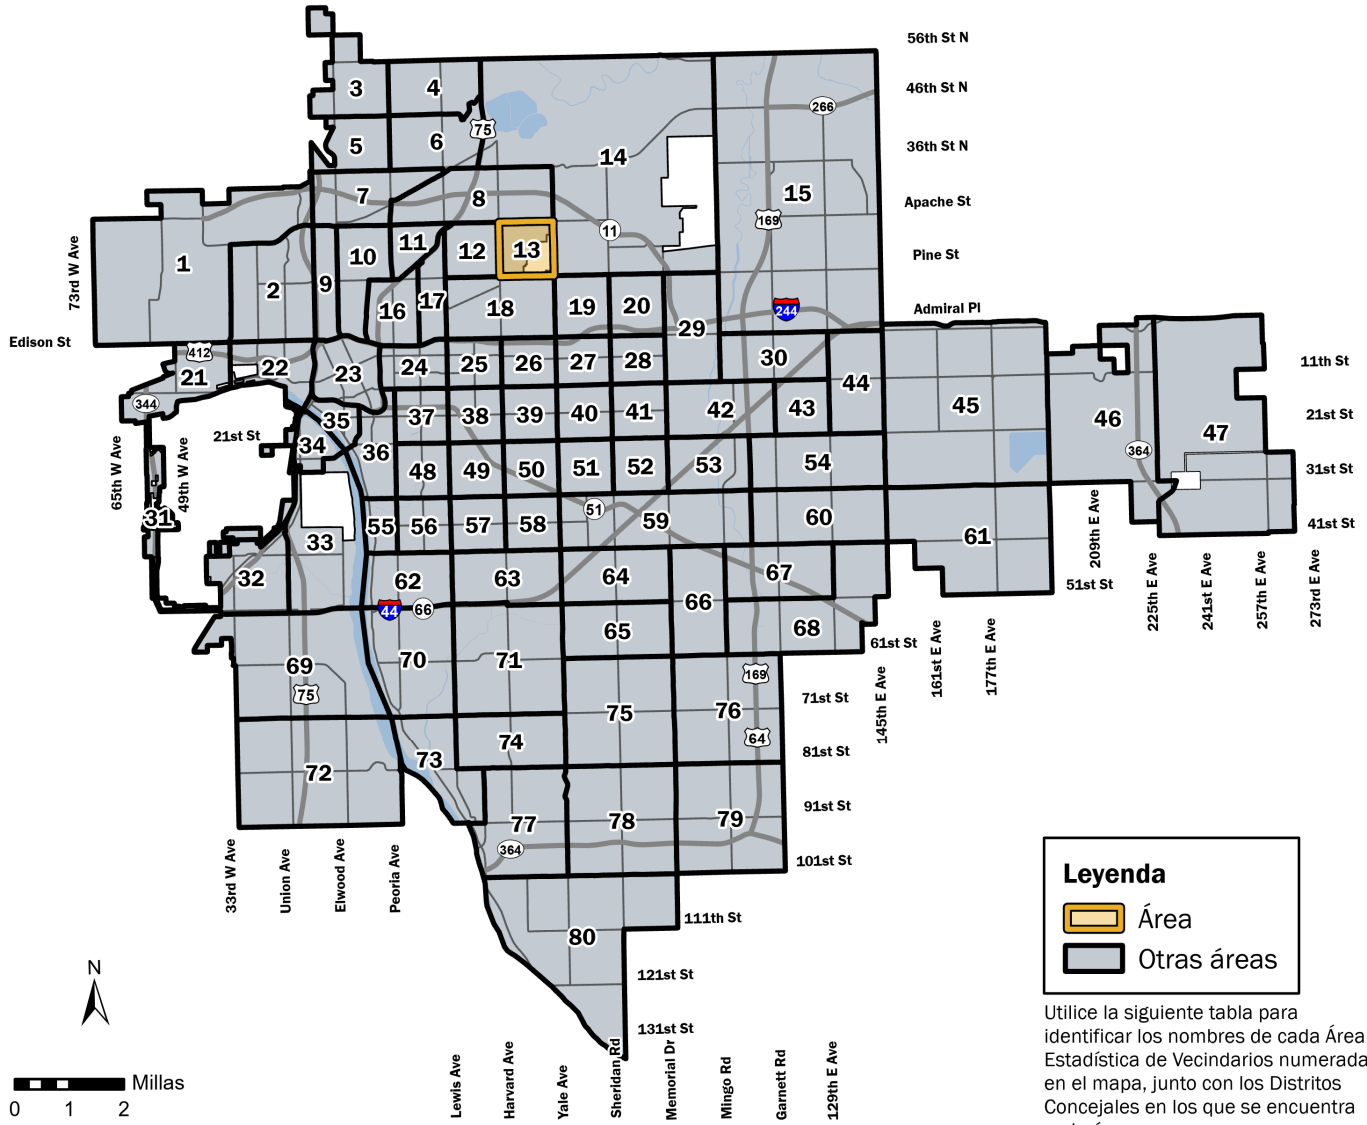 56th St N
46th St N
36th St N
Apache St
Pine St
Admiral Pl
Edison St
73rd W Ave
65th W Ave
49th W Ave
21st St
11th St
21st St
31st St
41st St
51st St
61st St
71st St
81st St
91st St
101st St
111th St
121st St
131st St
209th E Ave
225th E Ave
241st E Ave
257th E Ave
273rd E Ave
145th E Ave
161st E Ave
177th E Ave
33rd W Ave
Union Ave
Elwood Ave
Peoria Ave
Lewis Ave
Harvard Ave
Yale Ave
Sheridan Rd
Memorial Dr
Mingo Rd
Garnett Rd
129th E Ave
1
2
3
4
5
6
7
8
9
10
11
12
13
14
15
16
17
18
19
20
21
22
23
24
25
26
27
28
29
30
31
32
33
34
35
36
37
38
39
40
41
42
43
44
45
46
47
48
49
50
51
52
53
54
55
56
57
58
59
60
61
62
63
64
65
66
67
68
69
70
71
72
73
74
75
76
77
78
79
80
75
266
169
11
244
412
344
364
51
44
66
75
169
64
364
N
Millas
0 1 2
Leyenda
Área
Otras áreas
Utilice la siguiente tabla para
identificar los nombres de cada Área
Estadística de Vecindarios numerada
en el mapa, junto con los Distritos
Concejales en los que se encuentra